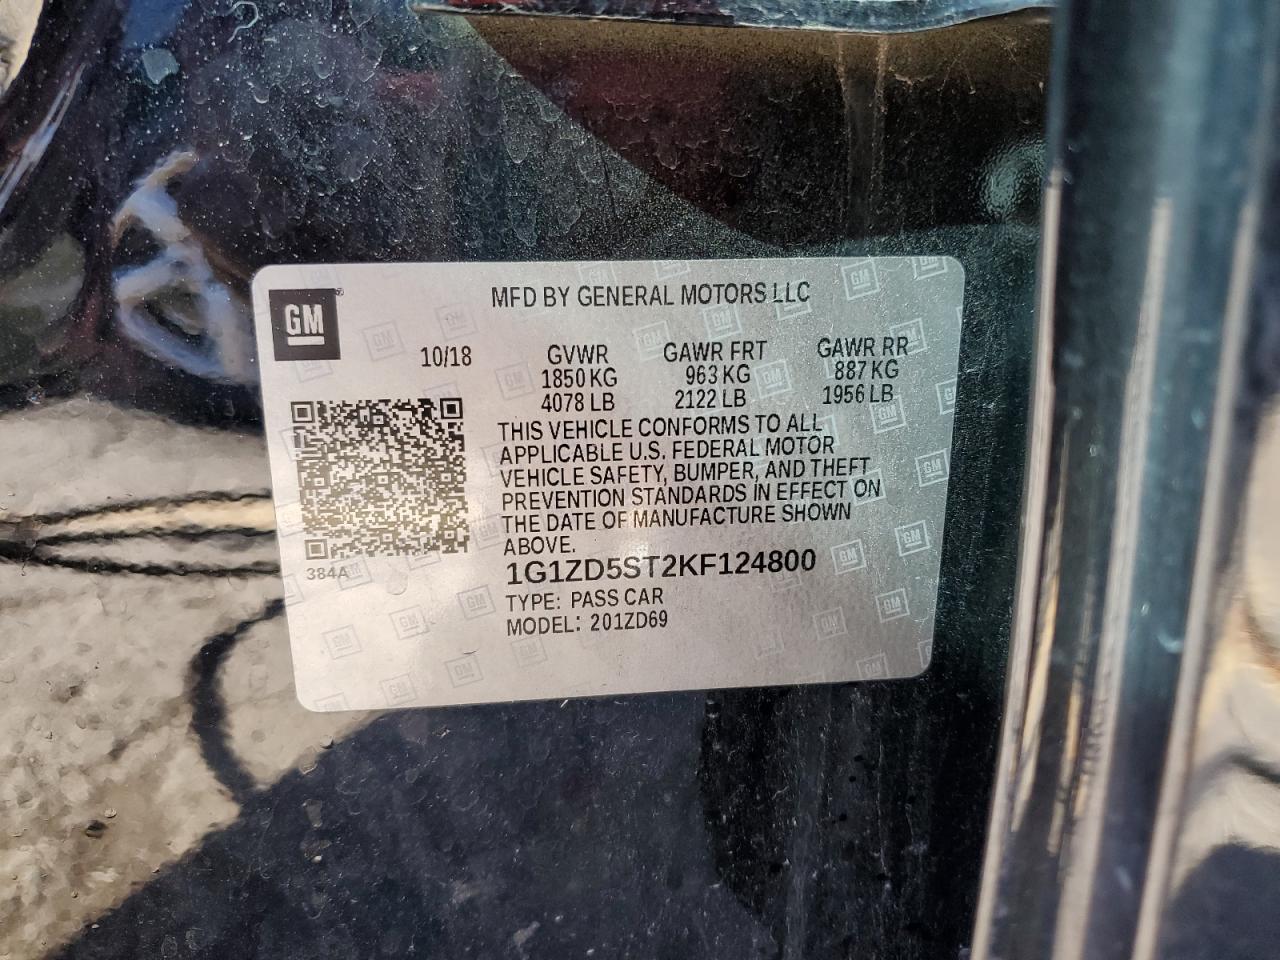 GM
MFD BY GENERAL MOTORS LLC
10/18 GVWR GAWR FRT GAWR RR
1850 KG 963 KG 887 KG
4078 LB 2122 LB 1956 LB
THIS VEHICLE CONFORMS TO ALL
APPLICABLE U.S. FEDERAL MOTOR
VEHICLE SAFETY, BUMPER, AND THEFT
PREVENTION STANDARDS IN EFFECT ON
THE DATE OF MANUFACTURE SHOWN
ABOVE.
384A
1G1ZD5ST2KF124800
TYPE: PASS CAR
MODEL: 201ZD69